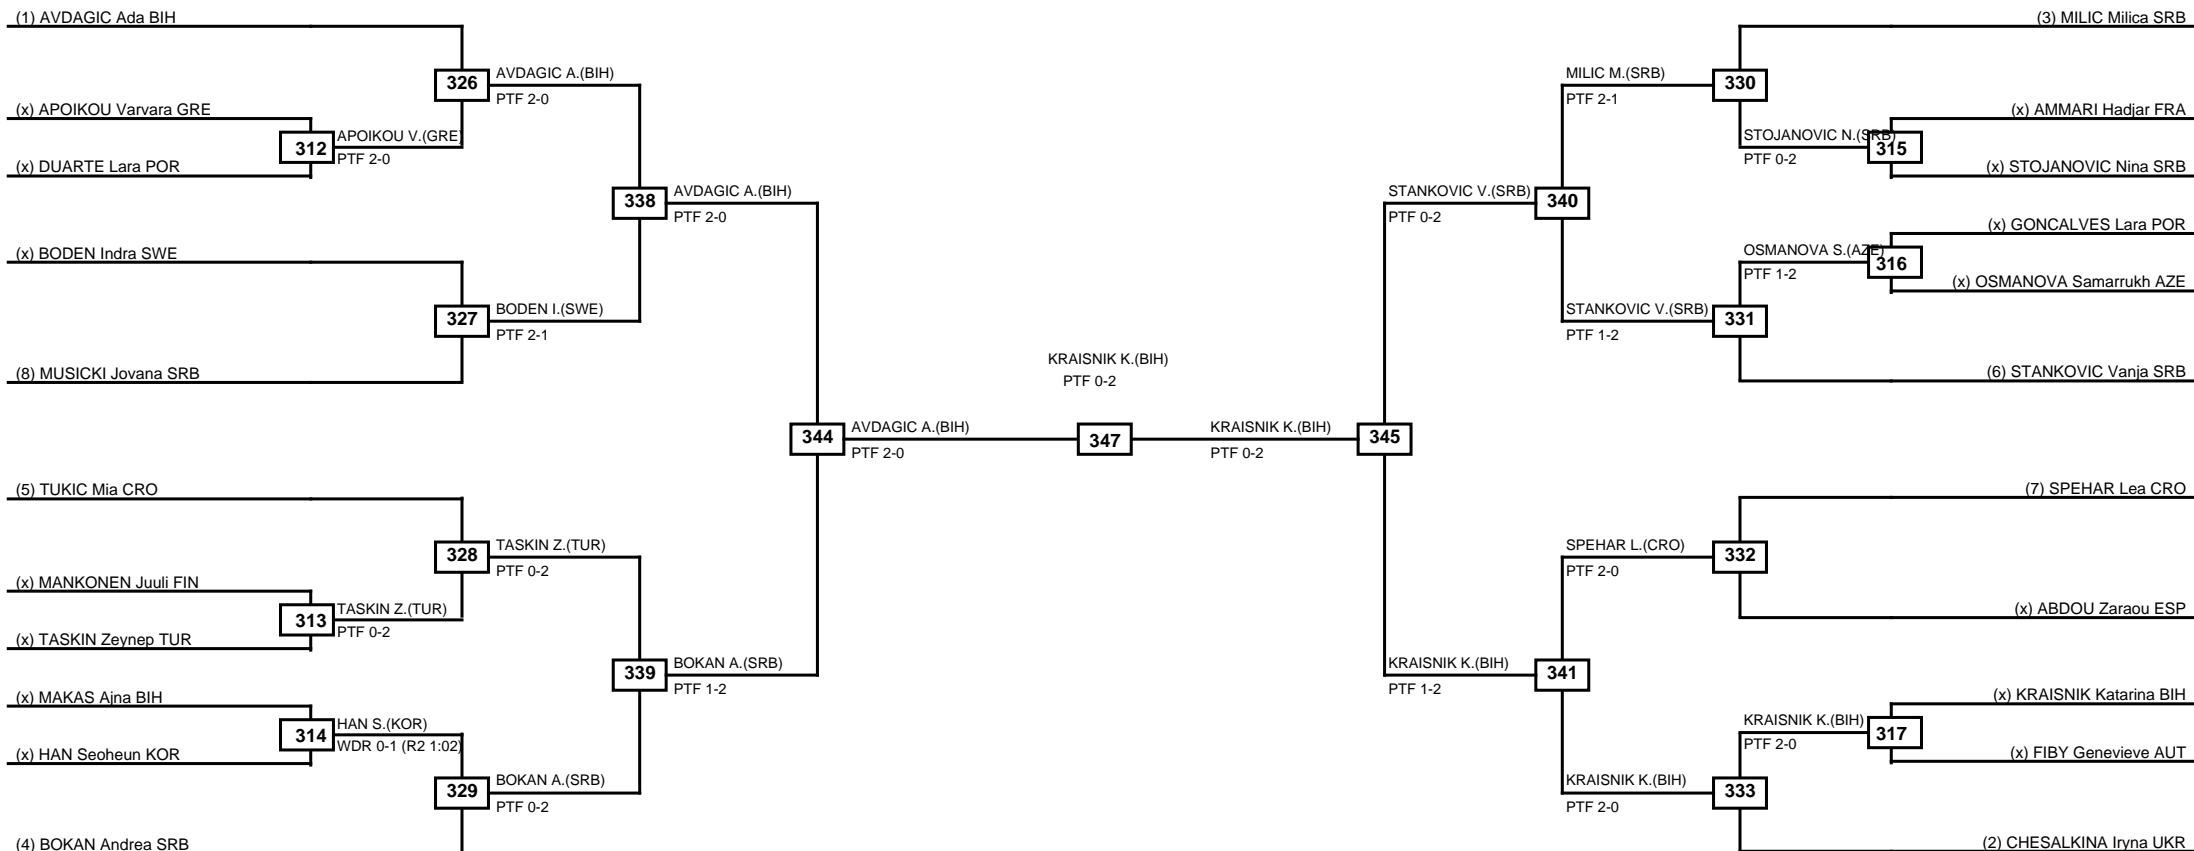 (1) AVDAGIC Ada BIH
(x) APOIKOU Varvara GRE
(x) DUARTE Lara POR
(x) BODEN Indra SWE
(8) MUSICKI Jovana SRB
(5) TUKIC Mia CRO
(x) MANKONEN Juuli FIN
(x) TASKIN Zeynep TUR
(x) MAKAS Ajna BIH
(x) HAN Seoheun KOR
(4) BOKAN Andrea SRB
312
APOIKOU V.(GRE)
PTF 2-0
313
TASKIN Z.(TUR)
PTF 0-2
314
HAN S.(KOR)
WDR 0-1 (R2 1:02)
326
AVDAGIC A.(BIH)
PTF 2-0
327
BODEN I.(SWE)
PTF 2-1
328
TASKIN Z.(TUR)
PTF 0-2
329
BOKAN A.(SRB)
PTF 0-2
338
AVDAGIC A.(BIH)
PTF 2-0
339
BOKAN A.(SRB)
PTF 1-2
344
AVDAGIC A.(BIH)
PTF 2-0
KRAISNIK K.(BIH)
PTF 0-2
347
KRAISNIK K.(BIH)
PTF 0-2
345
STANKOVIC V.(SRB)
PTF 0-2
340
KRAISNIK K.(BIH)
PTF 1-2
341
MILIC M.(SRB)
PTF 2-1
330
STANKOVIC V.(SRB)
PTF 1-2
331
SPEHAR L.(CRO)
PTF 2-0
332
KRAISNIK K.(BIH)
PTF 2-0
333
STOJANOVIC N.(SRB)
PTF 0-2
315
OSMANOVA S.(AZE)
PTF 1-2
316
KRAISNIK K.(BIH)
PTF 2-0
317
(3) MILIC Milica SRB
(x) AMMARI Hadjar FRA
(x) STOJANOVIC Nina SRB
(x) GONCALVES Lara POR
(x) OSMANOVA Samarrukh AZE
(6) STANKOVIC Vanja SRB
(7) SPEHAR Lea CRO
(x) ABDOU Zaraou ESP
(x) KRAISNIK Katarina BIH
(x) FIBY Genevieve AUT
(2) CHESALKINA Iryna UKR